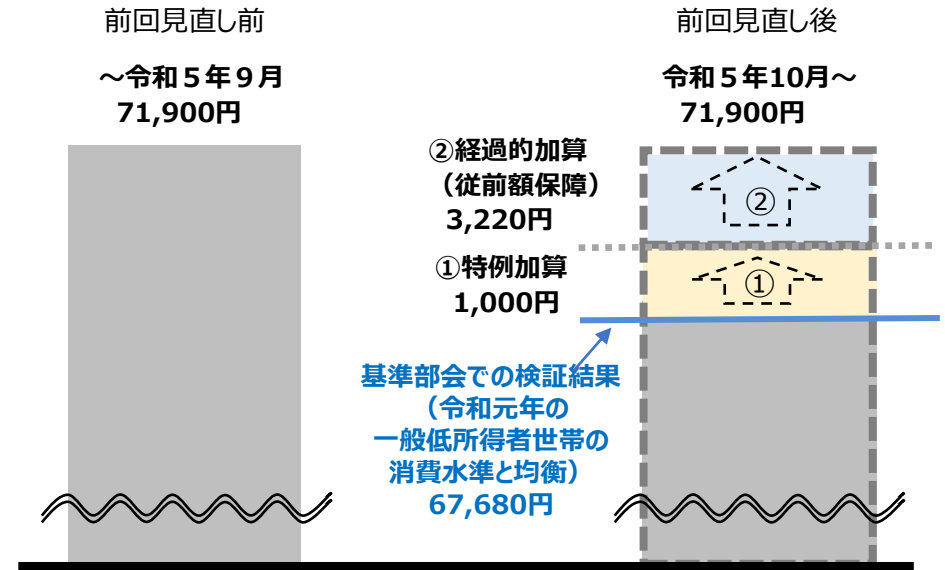 前回見直し前
～令和５年９月
71,900円
前回見直し後
令和５年10月～
71,900円
②経過的加算
（従前額保障）
3,220円
②
①特例加算
1,000円
①
基準部会での検証結果
（令和元年の
一般低所得者世帯の
消費水準と均衡）
67,680円